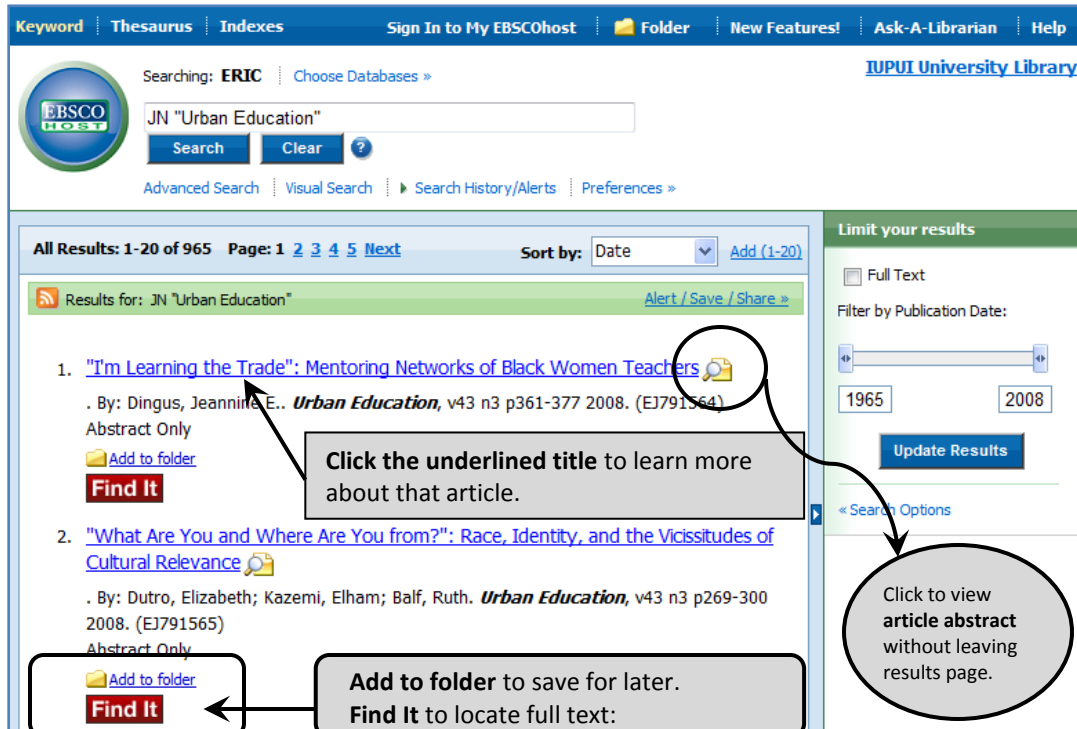 Keyword Thesaurus Indexes Sign In to My EBSCOhost Folder New Features! Ask-A-Librarian Help
IUPUI University Library
Searching: ERIC Choose Databases »
EBSCO
HOST
JN "Urban Education"
Search Clear ?
Advanced Search Visual Search Search History/Alerts Preferences »
All Results: 1-20 of 965 Page: 1 2 3 4 5 Next Sort by: Date Add (1-20)
Results for: JN "Urban Education" Alert / Save / Share »
1. "I'm Learning the Trade": Mentoring Networks of Black Women Teachers
. By: Dingus, Jeannine E.. Urban Education, v43 n3 p361-377 2008. (EJ791564)
Abstract Only
Add to folder
Find It
Click the underlined title to learn more
about that article.
2. "What Are You and Where Are You from?": Race, Identity, and the Vicissitudes of
Cultural Relevance
. By: Dutro, Elizabeth; Kazemi, Elham; Balf, Ruth. Urban Education, v43 n3 p269-300
2008. (EJ791565)
Abstract Only
Add to folder
Find It
Add to folder to save for later.
Find It to locate full text:
Limit your results
Full Text
Filter by Publication Date:
1965 2008
Update Results
« Search Options
Click to view
article abstract
without leaving
results page.